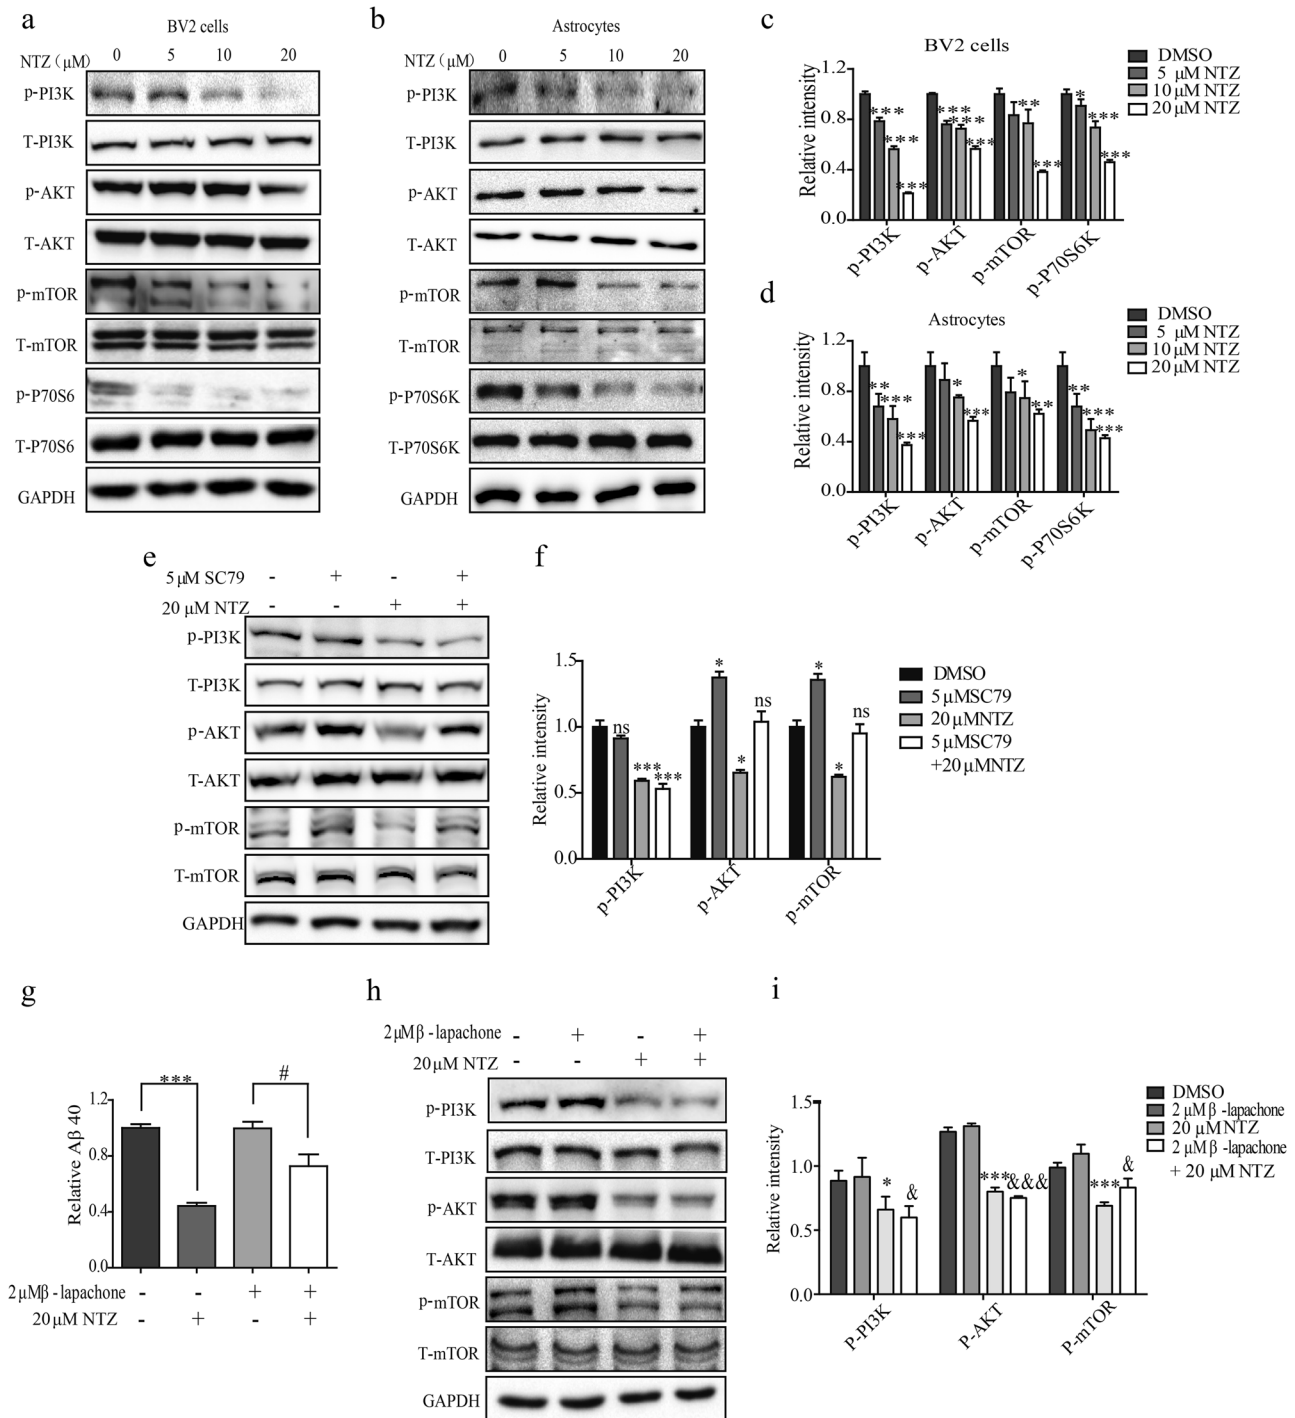 a
BV2 cells
NTZ (μM) 0 5 10 20
p-PI3K
T-PI3K
p-AKT
T-AKT
p-mTOR
T-mTOR
p-P70S6
T-P70S6
GAPDH
b
Astrocytes
NTZ (μM) 0 5 10 20
p-PI3K
T-PI3K
p-AKT
T-AKT
p-mTOR
T-mTOR
p-P70S6K
T-P70S6K
GAPDH
c
BV2 cells
Relative intensity
1.2
0.8
0.4
0.0
*** *** *** *** *** *** ** *** * *** ***
p-PI3K p-AKT p-mTOR p-P70S6K
DMSO
5 μM NTZ
10 μM NTZ
20 μM NTZ
d
Astrocytes
Relative intensity
1.2
0.8
0.4
0.0
** *** *** * *** * ** ** *** ***
p-PI3K p-AKT p-mTOR p-P70S6K
DMSO
5 μM NTZ
10 μM NTZ
20 μM NTZ
e
5 μM SC79 - + - +
20 μM NTZ - - + +
p-PI3K
T-PI3K
p-AKT
T-AKT
p-mTOR
T-mTOR
GAPDH
f
Relative intensity
1.5
1.0
0.5
0.0
ns *** *** * * ns * * ns
p-PI3K p-AKT p-mTOR
DMSO
5 μMSC79
20 μMNTZ
5 μMSC79
+20 μMNTZ
g
Relative Aβ 40
1.2
0.8
0.4
0.0
*** #
2 μMβ -lapachone - - + +
20 μM NTZ - + - +
h
2 μMβ -lapachone - + - +
20 μM NTZ - - + +
p-PI3K
T-PI3K
p-AKT
T-AKT
p-mTOR
T-mTOR
GAPDH
i
Relative intensity
1.5
1.0
0.5
0.0
* & *** &&& *** &
P-PI3K P-AKT P-mTOR
DMSO
2 μMβ -lapachone
20 μMNTZ
2 μMβ -lapachone
+ 20 μM NTZ